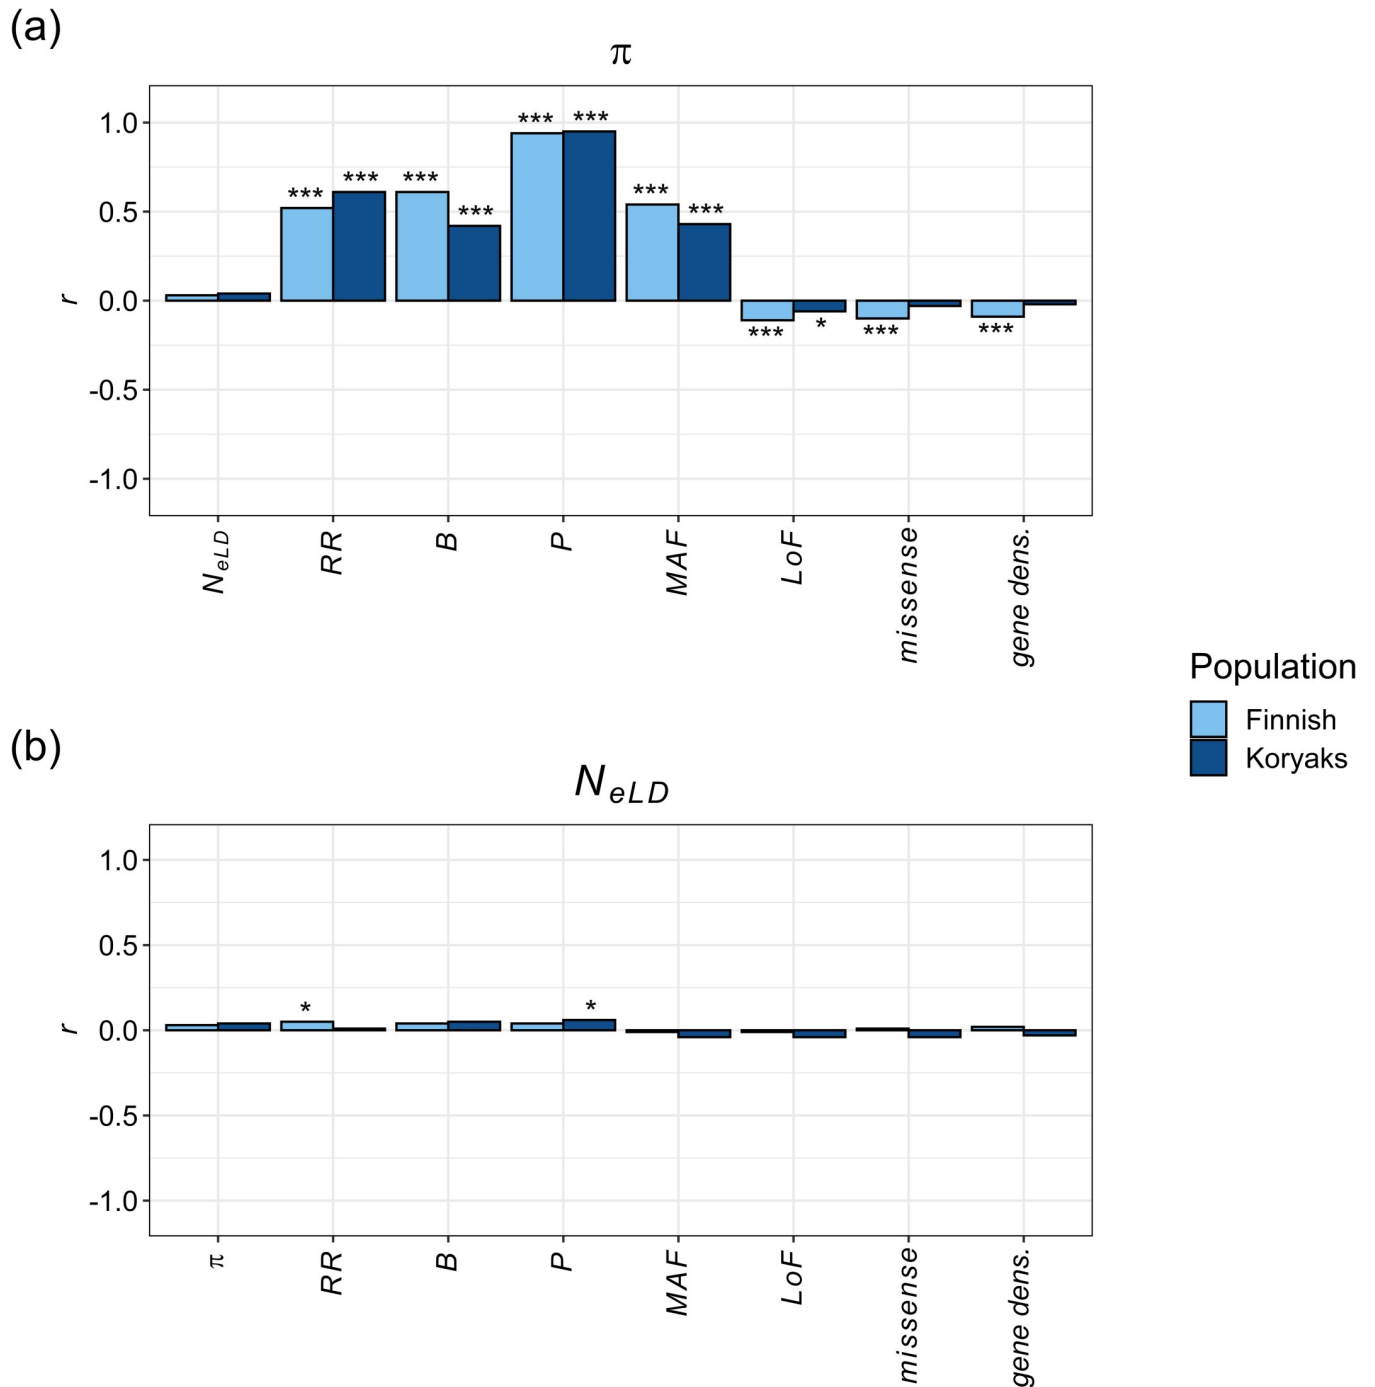 (a)
π
1.0
0.5
0.0
-0.5
-1.0
r
*** *** *** *** *** *** *** *** *** * *** ***
NeLD RR B P MAF LoF missense gene dens.
Population
Finnish
Koryaks
(b)
NeLD
1.0
0.5
0.0
-0.5
-1.0
r
* *
π RR B P MAF LoF missense gene dens.